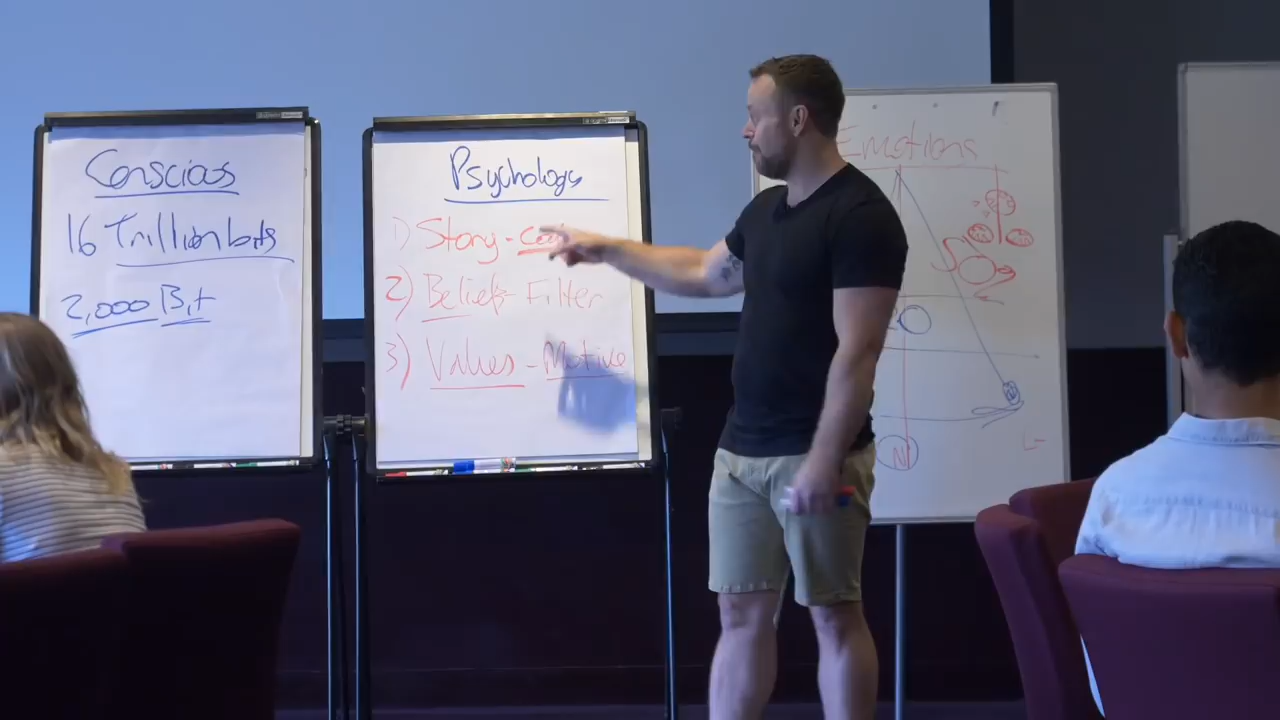 Conscious
16 Trillion bits
2,000 Bit
Psychology
1) Story -
2) Beliefs - Filter
3) Values - Motive
Emotions
N
L-